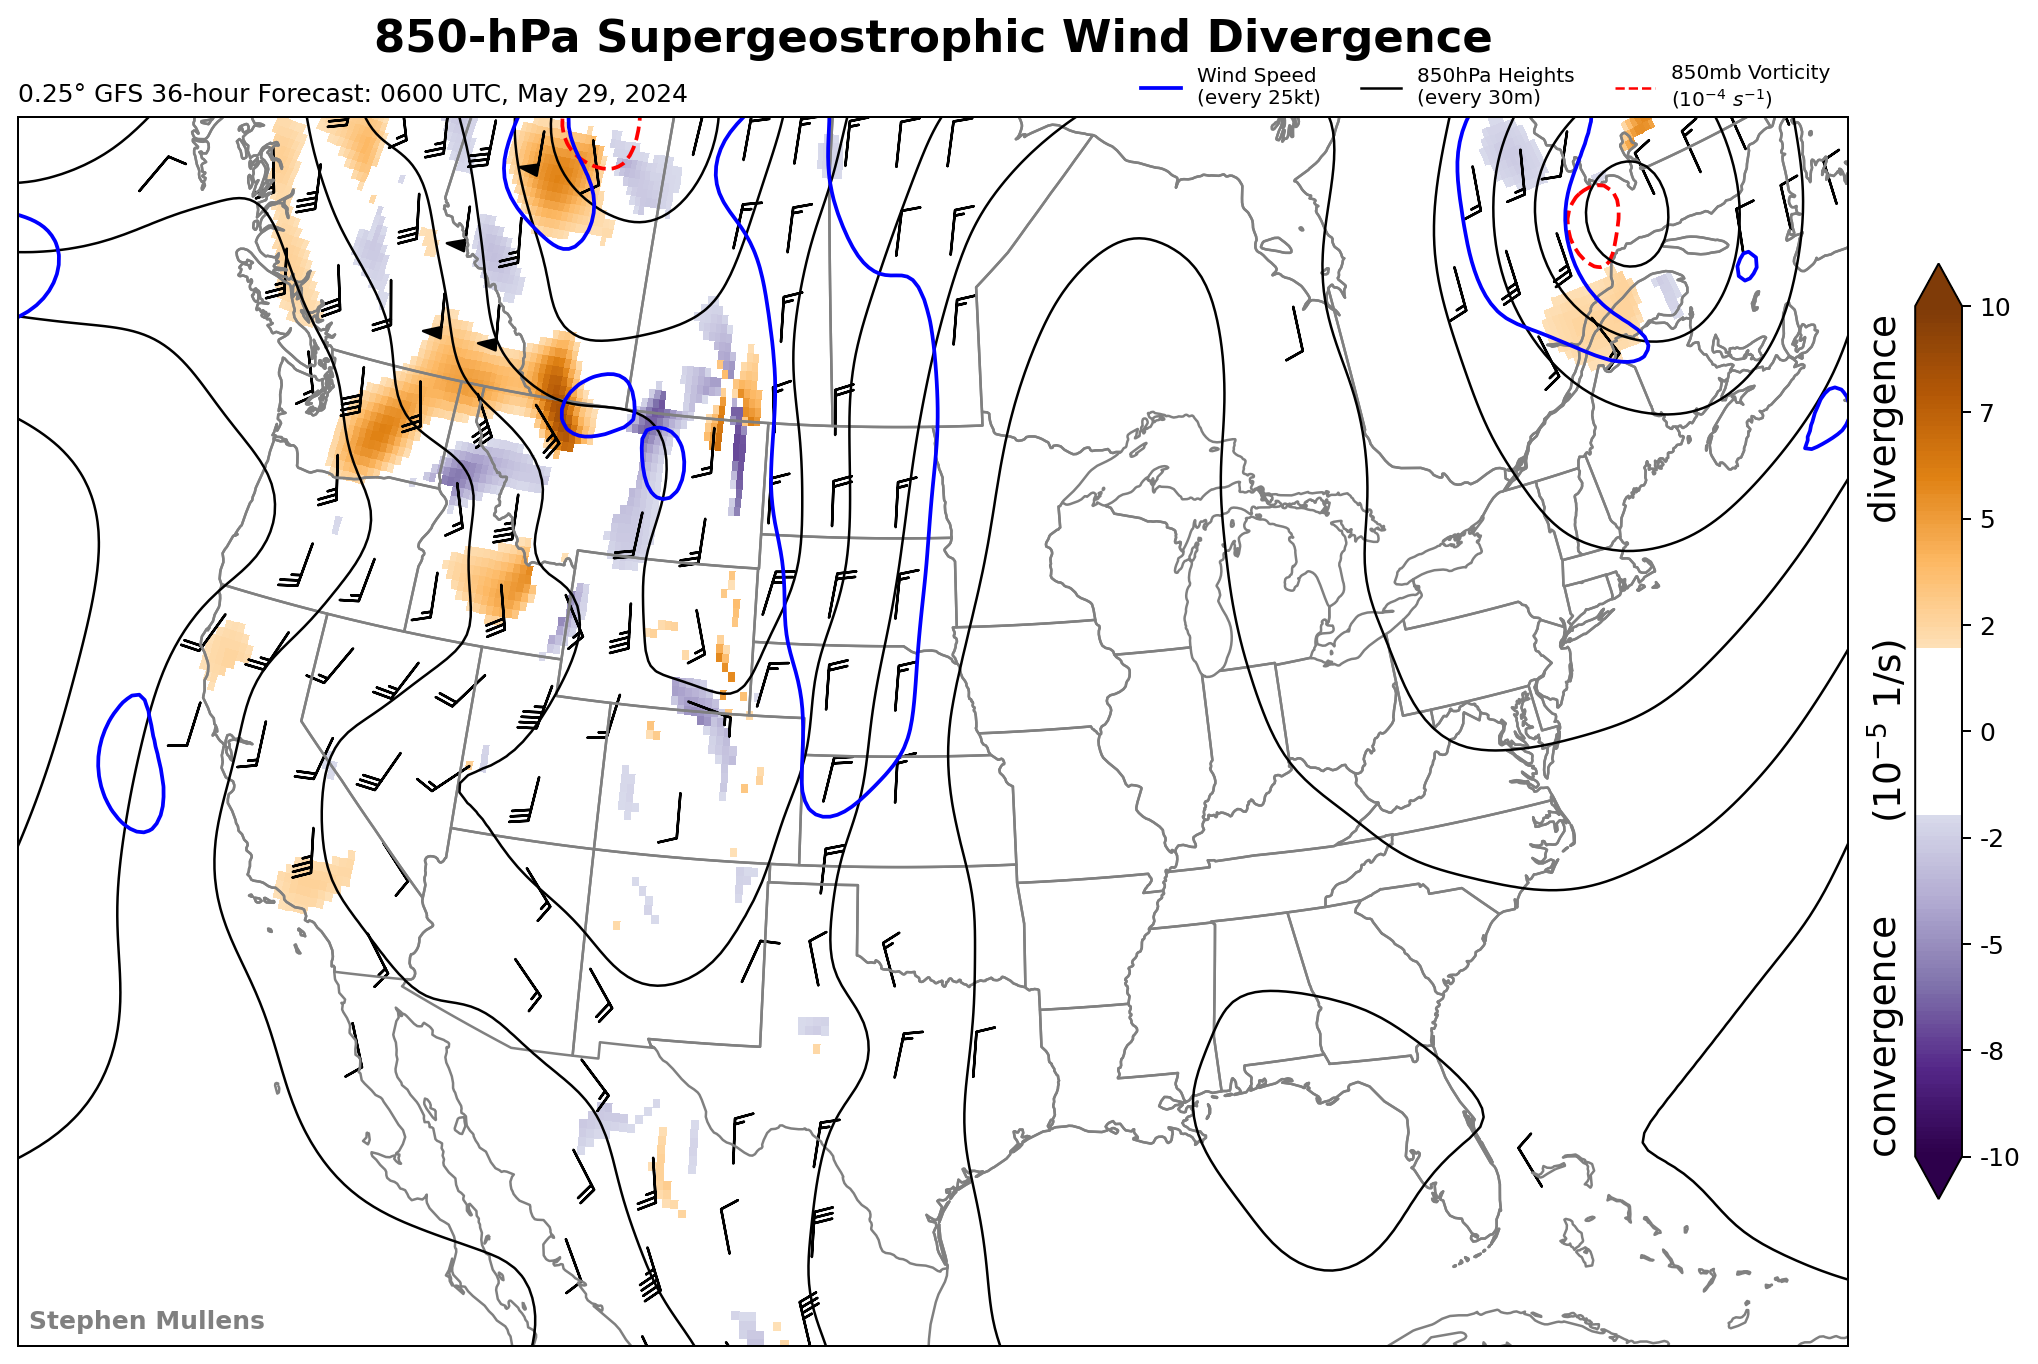 850-hPa Supergeostrophic Wind Divergence
0.25° GFS 36-hour Forecast: 0600 UTC, May 29, 2024
Wind Speed
(every 25kt)
850hPa Heights
(every 30m)
850mb Vorticity
(10⁻⁴ s⁻¹)
10
7
5
2
0
-2
-5
-8
-10
convergence (10⁻⁵ 1/s) divergence
Stephen Mullens